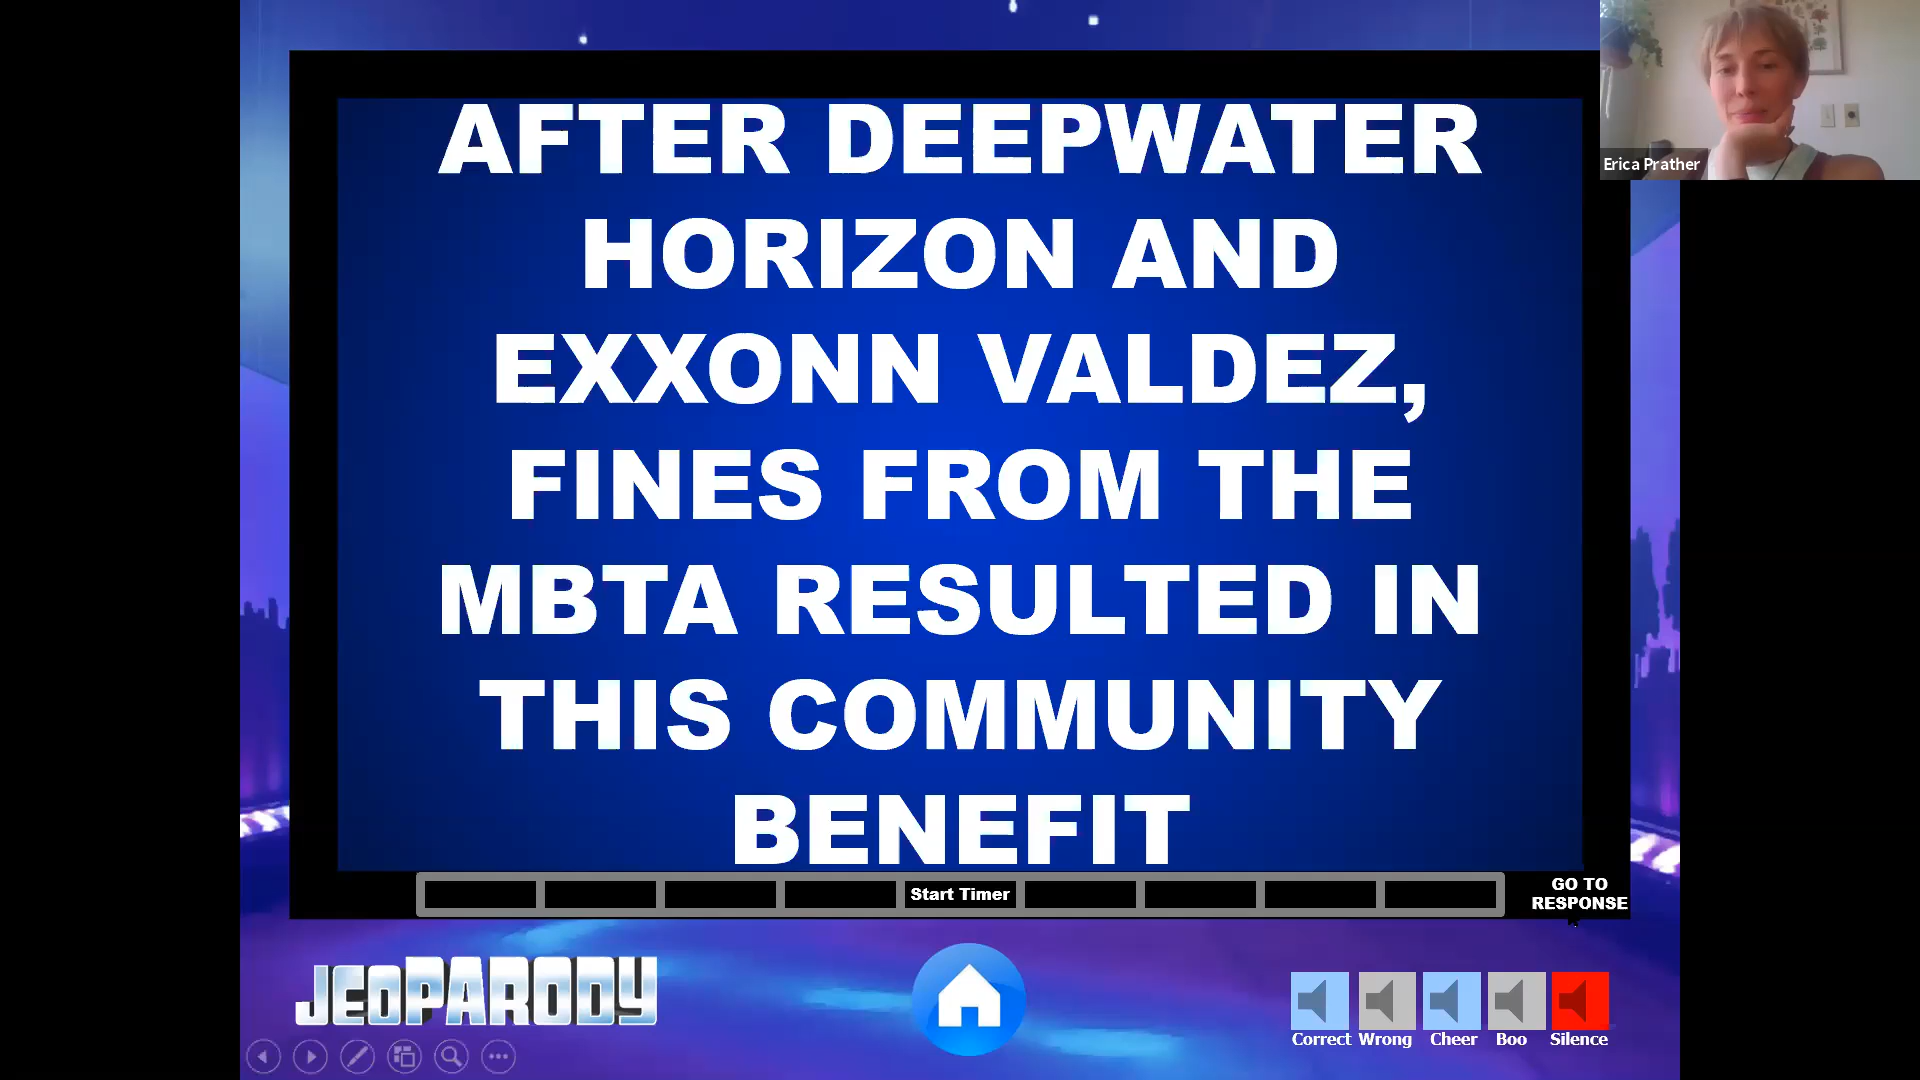 AFTER DEEPWATER
HORIZON AND
EXXONN VALDEZ,
FINES FROM THE
MBTA RESULTED IN
THIS COMMUNITY
BENEFIT
Erica Prather
Start Timer
GO TO
RESPONSE
JEOPARODY
Correct
Wrong
Cheer
Boo
Silence